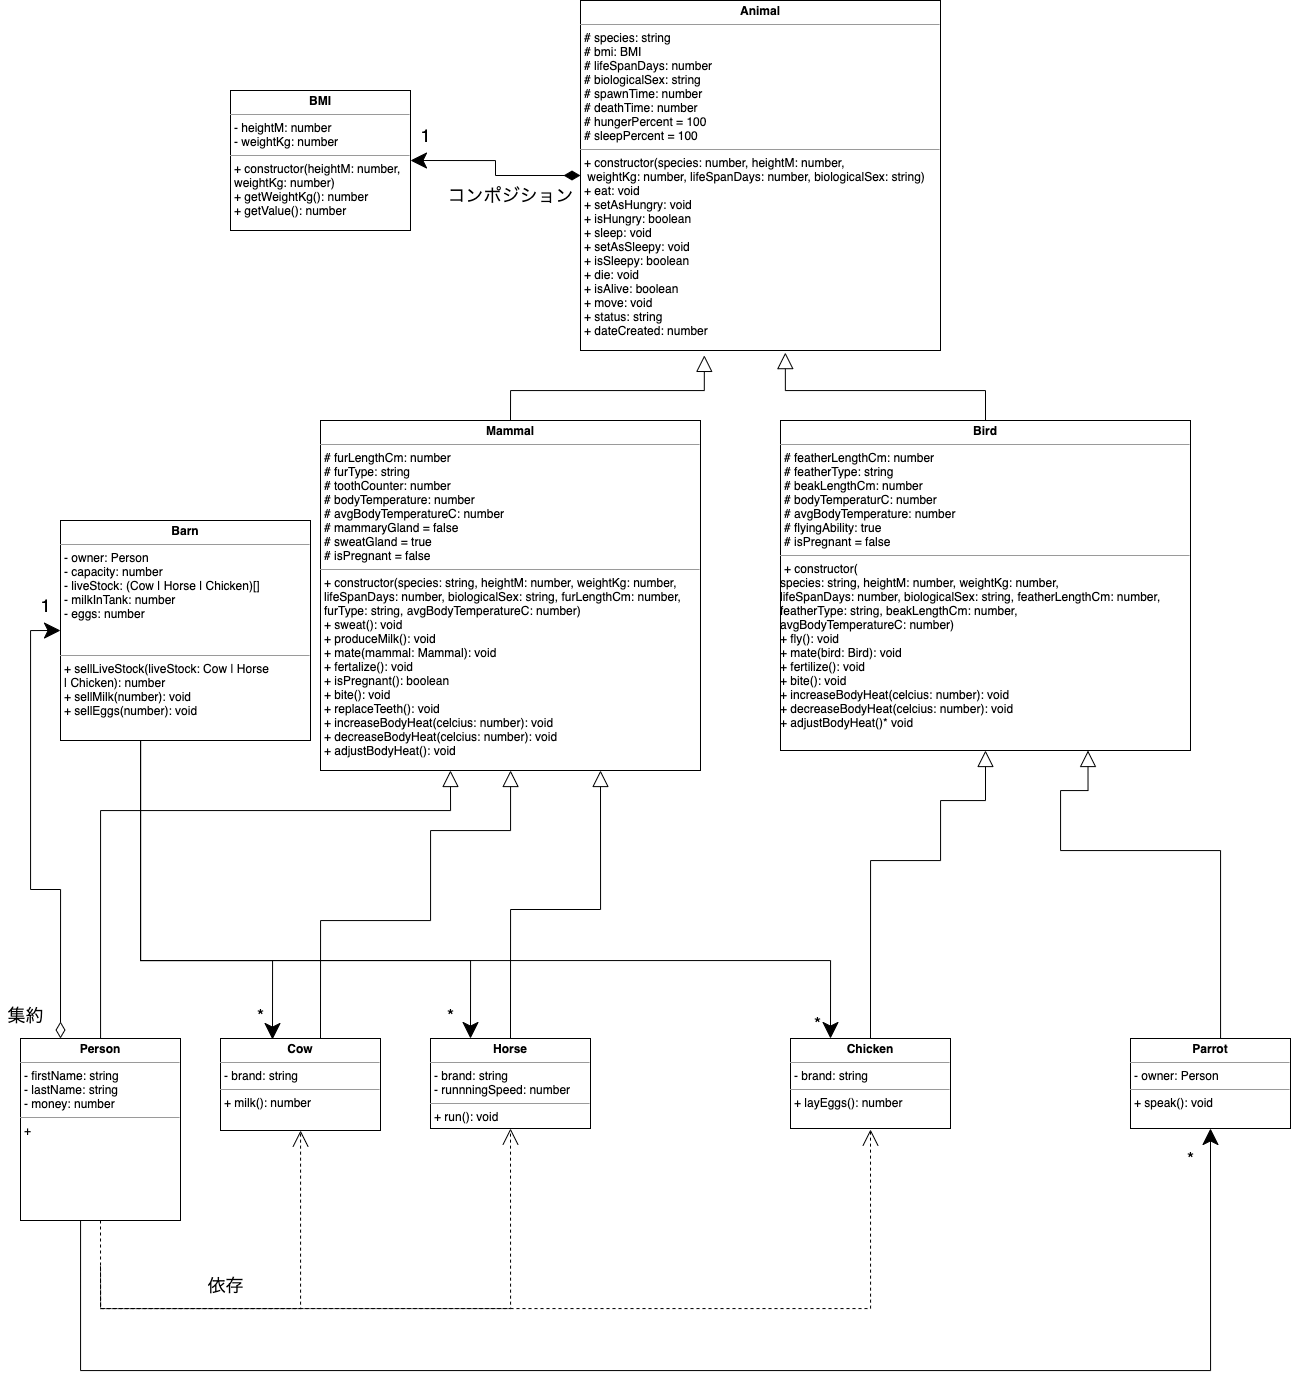 Animal
# species: string
# bmi: BMI
# lifeSpanDays: number
# biologicalSex: string
# spawnTime: number
# deathTime: number
# hungerPercent = 100
# sleepPercent = 100
+ constructor(species: number, heightM: number,
weightKg: number, lifeSpanDays: number, biologicalSex: string)
+ eat: void
+ setAsHungry: void
+ isHungry: boolean
+ sleep: void
+ setAsSleepy: void
+ isSleepy: boolean
+ die: void
+ isAlive: boolean
+ move: void
+ status: string
+ dateCreated: number
BMI
- heightM: number
- weightKg: number
+ constructor(heightM: number,
weightKg: number)
+ getWeightKg(): number
+ getValue(): number
1
コンポジション
Mammal
# furLengthCm: number
# furType: string
# toothCounter: number
# bodyTemperature: number
# avgBodyTemperatureC: number
# mammaryGland = false
# sweatGland = true
# isPregnant = false
+ constructor(species: string, heightM: number, weightKg: number,
lifeSpanDays: number, biologicalSex: string, furLengthCm: number,
furType: string, avgBodyTemperatureC: number)
+ sweat(): void
+ produceMilk(): void
+ mate(mammal: Mammal): void
+ fertalize(): void
+ isPregnant(): boolean
+ bite(): void
+ replaceTeeth(): void
+ increaseBodyHeat(celcius: number): void
+ decreaseBodyHeat(celcius: number): void
+ adjustBodyHeat(): void
Bird
# featherLengthCm: number
# featherType: string
# beakLengthCm: number
# bodyTemperaturC: number
# avgBodyTemperature: number
# flyingAbility: true
# isPregnant = false
+ constructor(
species: string, heightM: number, weightKg: number,
lifeSpanDays: number, biologicalSex: string, featherLengthCm: number,
featherType: string, beakLengthCm: number,
avgBodyTemperatureC: number)
+ fly(): void
+ mate(bird: Bird): void
+ fertilize(): void
+ bite(): void
+ increaseBodyHeat(celcius: number): void
+ decreaseBodyHeat(celcius: number): void
+ adjustBodyHeat()* void
Barn
- owner: Person
- capacity: number
- liveStock: (Cow | Horse | Chicken)[]
- milkInTank: number
- eggs: number
+ sellLiveStock(liveStock: Cow | Horse
| Chicken): number
+ sellMilk(number): void
+ sellEggs(number): void
1
集約
*
*
*
Person
- firstName: string
- lastName: string
- money: number
+
Cow
- brand: string
+ milk(): number
Horse
- brand: string
- runnningSpeed: number
+ run(): void
Chicken
- brand: string
+ layEggs(): number
Parrot
- owner: Person
+ speak(): void
*
依存